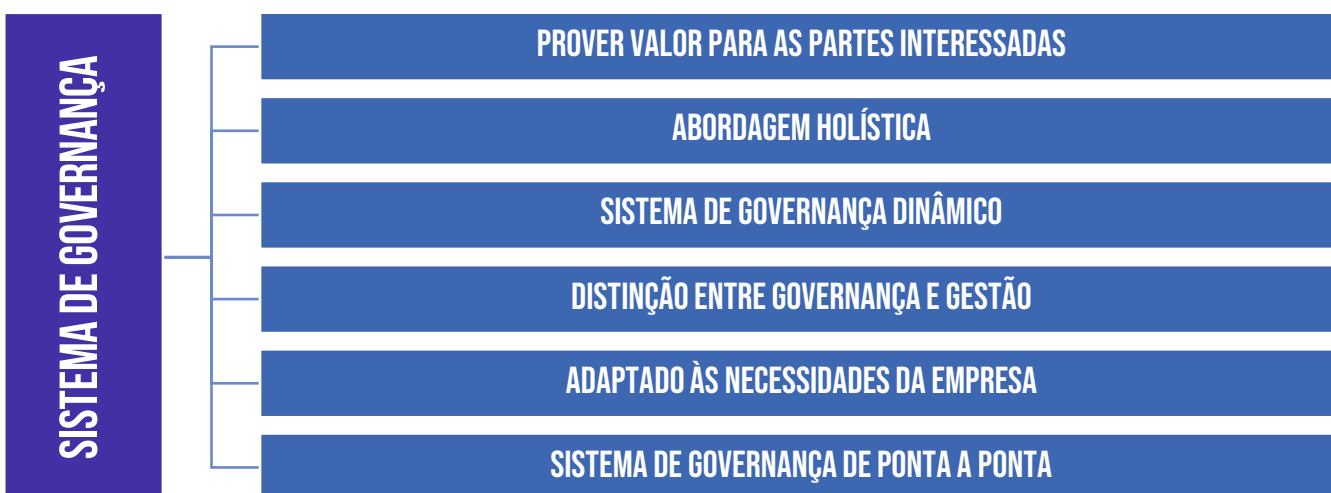 SISTEMA DE GOVERNANÇA
PROVER VALOR PARA AS PARTES INTERESSADAS
ABORDAGEM HOLÍSTICA
SISTEMA DE GOVERNANÇA DINÂMICO
DISTINÇÃO ENTRE GOVERNANÇA E GESTÃO
ADAPTADO ÀS NECESSIDADES DA EMPRESA
SISTEMA DE GOVERNANÇA DE PONTA A PONTA